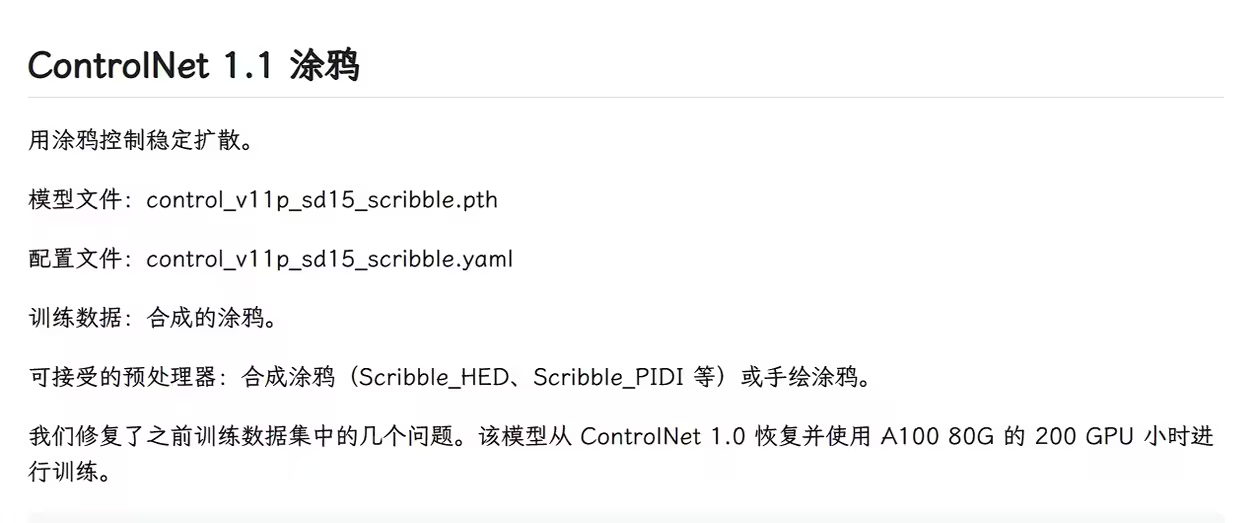 ControlNet 1.1 涂鸦
用涂鸦控制稳定扩散。
模型文件：control_v11p_sd15_scribble.pth
配置文件：control_v11p_sd15_scribble.yaml
训练数据：合成的涂鸦。
可接受的预处理器：合成涂鸦（Scribble_HED、Scribble_PIDI 等）或手绘涂鸦。
我们修复了之前训练数据集中的几个问题。该模型从 ControlNet 1.0 恢复并使用 A100 80G 的 200 GPU 小时进
行训练。